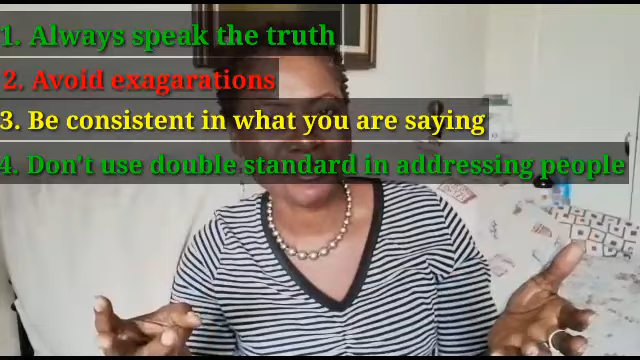 1. Always speak the truth
2. Avoid exagarations
3. Be consistent in what you are saying
4. Don't use double standard in addressing people